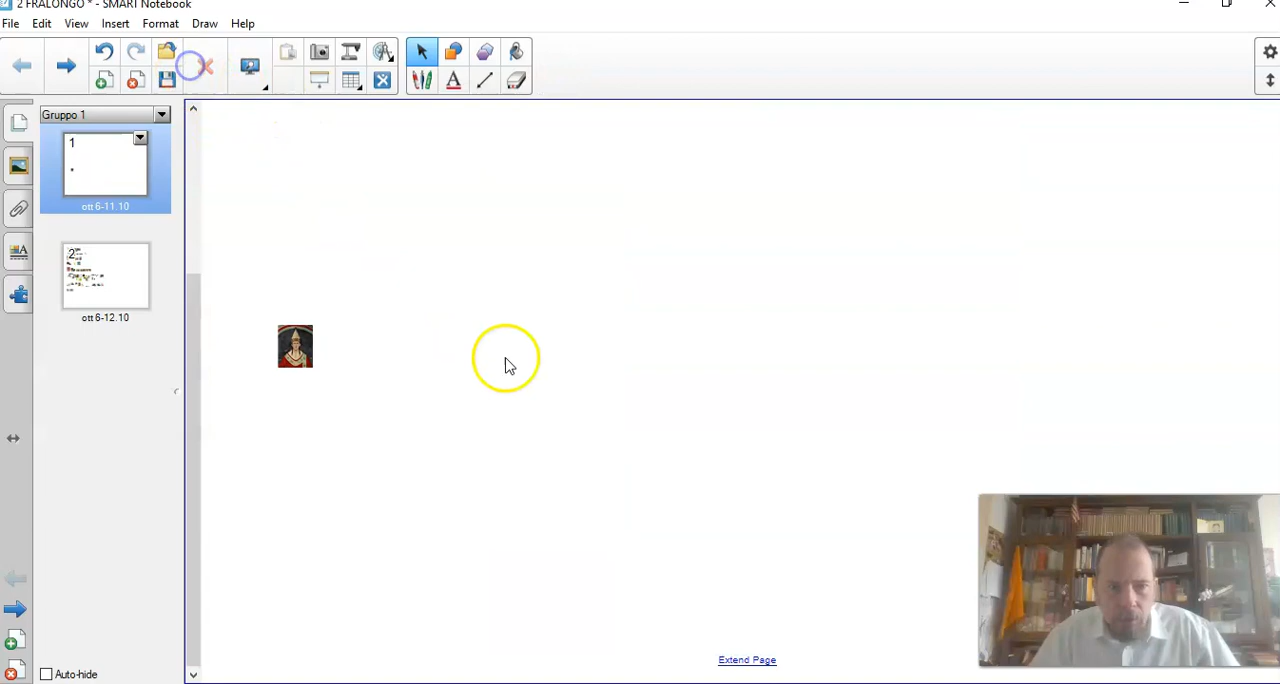 2 FRALONGO * - SMART Notebook
File Edit View Insert Format Draw Help
Gruppo 1
1
ott 6-11.10
2
ott 6-12.10
Extend Page
Auto-hide